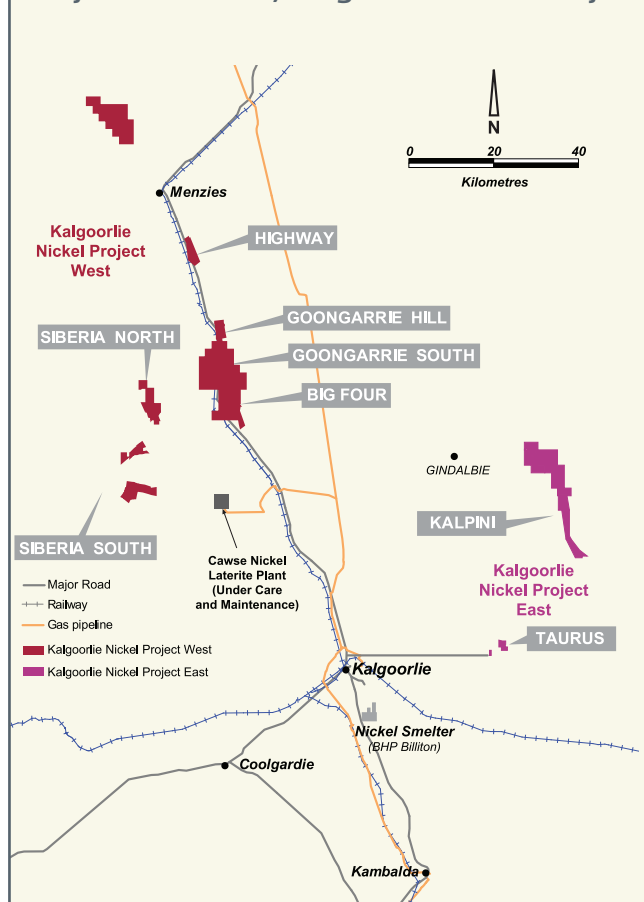 N
0 20 40
Kilometres
Menzies
Kalgoorlie
Nickel Project
West
HIGHWAY
GOONGARRIE HILL
SIBERIA NORTH
GOONGARRIE SOUTH
BIG FOUR
GINDALBIE
KALPINI
SIBERIA SOUTH
Cawse Nickel
Laterite Plant
(Under Care
and Maintenance)
Kalgoorlie
Nickel Project
East
Major Road
Railway
Gas pipeline
Kalgoorlie Nickel Project West
Kalgoorlie Nickel Project East
TAURUS
Kalgoorlie
Nickel Smelter
(BHP Billiton)
Coolgardie
Kambalda